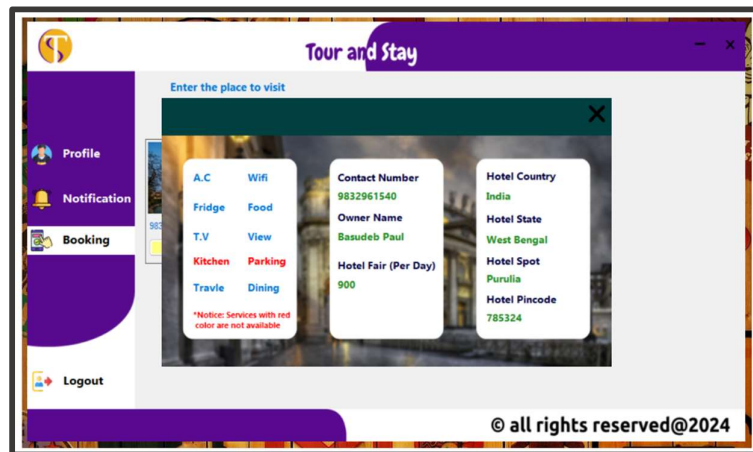 Tour and Stay
Enter the place to visit
Profile
Notification
Booking
Logout
983
A.C Wifi
Fridge Food
T.V View
Kitchen Parking
Travle Dining
*Notice: Services with red
color are not available
Contact Number
9832961540
Owner Name
Basudeb Paul
Hotel Fair (Per Day)
900
Hotel Country
India
Hotel State
West Bengal
Hotel Spot
Purulia
Hotel Pincode
785324
© all rights reserved@2024